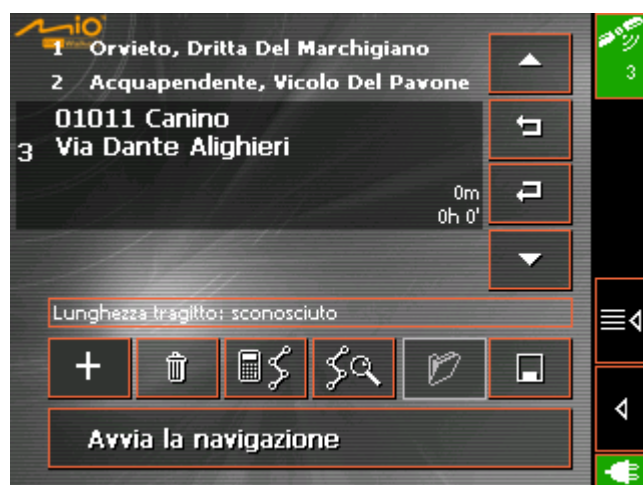 Mio
1 Orvieto, Dritta Del Marchigiano
2 Acquapendente, Vicolo Del Pavone
01011 Canino
3 Via Dante Alighieri
0m
0h 0'
Lunghezza tragitto: sconosciuto
Avvia la navigazione
3